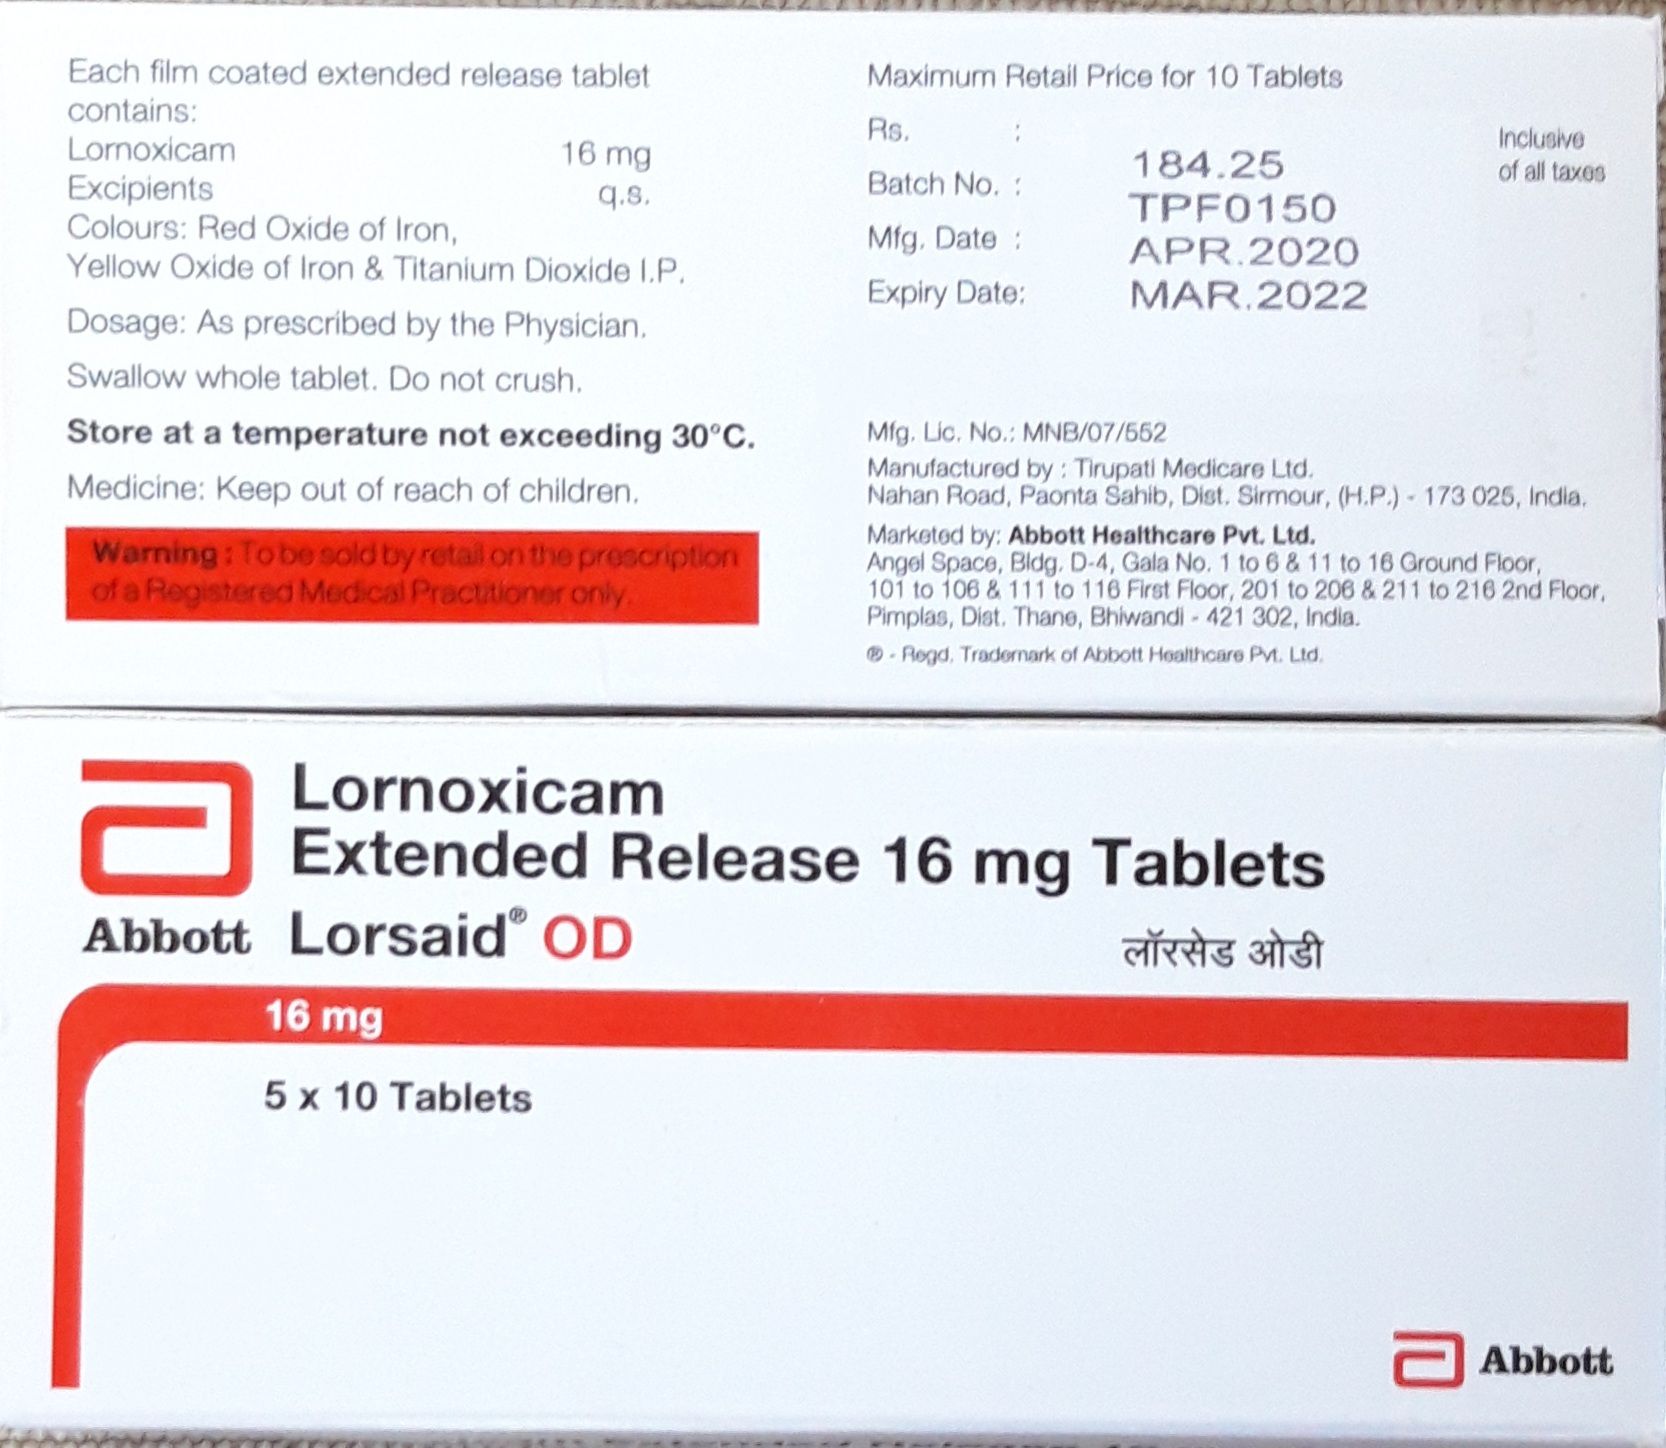 Each film coated extended release tablet
contains:
Lornoxicam 16 mg
Excipients q.s.
Colours: Red Oxide of Iron,
Yellow Oxide of Iron & Titanium Dioxide I.P.
Dosage: As prescribed by the Physician.
Swallow whole tablet. Do not crush.
Store at a temperature not exceeding 30°C.
Medicine: Keep out of reach of children.
Warning : To be sold by retail on the prescription
of a Registered Medical Practitioner only.
Maximum Retail Price for 10 Tablets
Rs. : 184.25 Inclusive
of all taxes
Batch No. : TPF0150
Mfg. Date : APR.2020
Expiry Date: MAR.2022
Mfg. Lic. No.: MNB/07/552
Manufactured by : Tirupati Medicare Ltd.
Nahan Road, Paonta Sahib, Dist. Sirmour, (H.P.) - 173 025, India.
Marketed by: Abbott Healthcare Pvt. Ltd.
Angel Space, Bldg. D-4, Gala No. 1 to 6 & 11 to 16 Ground Floor,
101 to 106 & 111 to 116 First Floor, 201 to 206 & 211 to 216 2nd Floor,
Pimplas, Dist. Thane, Bhiwandi - 421 302, India.
® - Regd. Trademark of Abbott Healthcare Pvt. Ltd.
Lornoxicam
Extended Release 16 mg Tablets
Abbott Lorsaid® OD लॉरसेड ओडी
16 mg
5 x 10 Tablets
Abbott